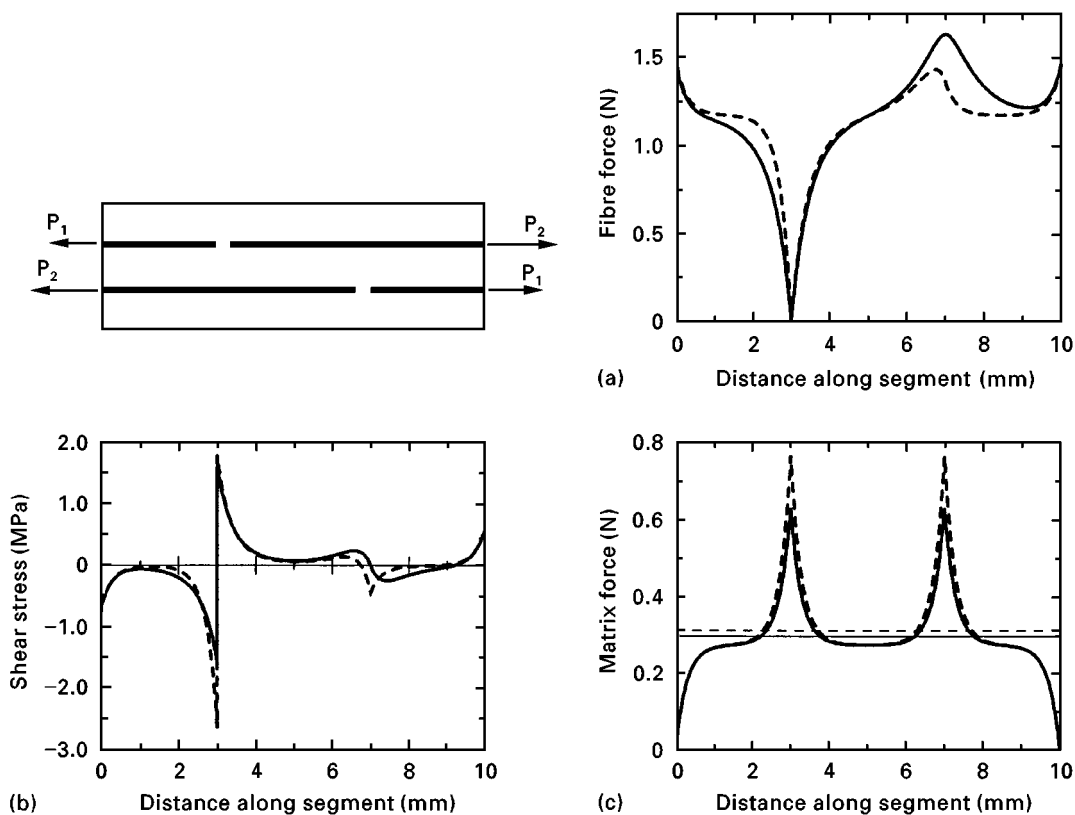 P1
P2
P2
P1
1.5
1.0
0.5
0
Fibre force (N)
0 2 4 6 8 10
(a) Distance along segment (mm)
2.0
1.0
0
−1.0
−2.0
−3.0
Shear stress (MPa)
0 2 4 6 8 10
(b) Distance along segment (mm)
0.8
0.6
0.4
0.2
0
Matrix force (N)
0 2 4 6 8 10
(c) Distance along segment (mm)